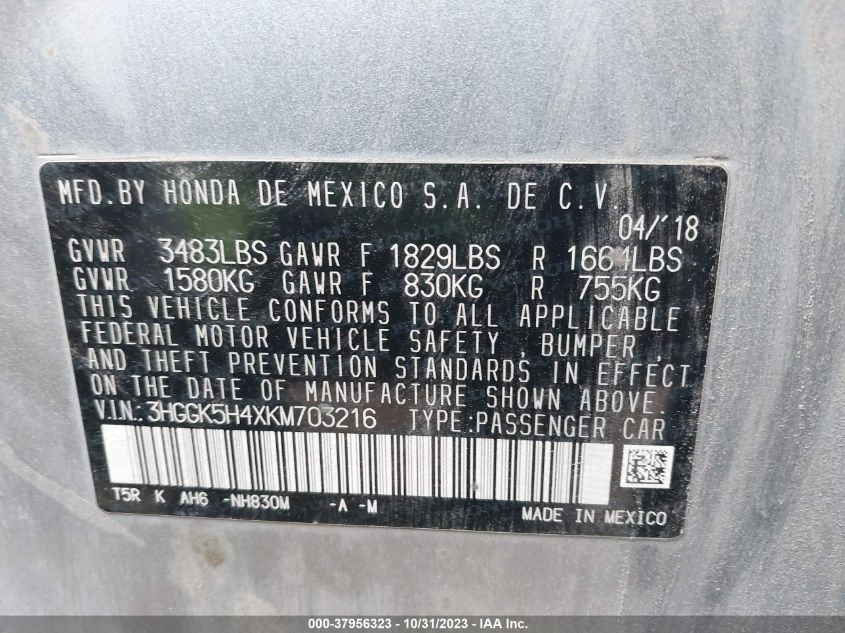 MFD.BY HONDA DE MEXICO S.A. DE C.V.
04/'18
GVWR 3483LBS GAWR F 1829LBS R 1664LBS
GVWR 1580KG GAWR F 830KG R 755KG
THIS VEHICLE CONFORMS TO ALL APPLICABLE
FEDERAL MOTOR VEHICLE SAFETY , BUMPER ,
AND THEFT PREVENTION STANDARDS IN EFFECT
ON THE DATE OF MANUFACTURE SHOWN ABOVE.
V.I.N.: 3HGGK5H4XKM703216 TYPE:PASSENGER CAR
T5R K AH6 -NH830M -A -M
MADE IN MEXICO
000-37956323 - 10/31/2023 - IAA Inc.